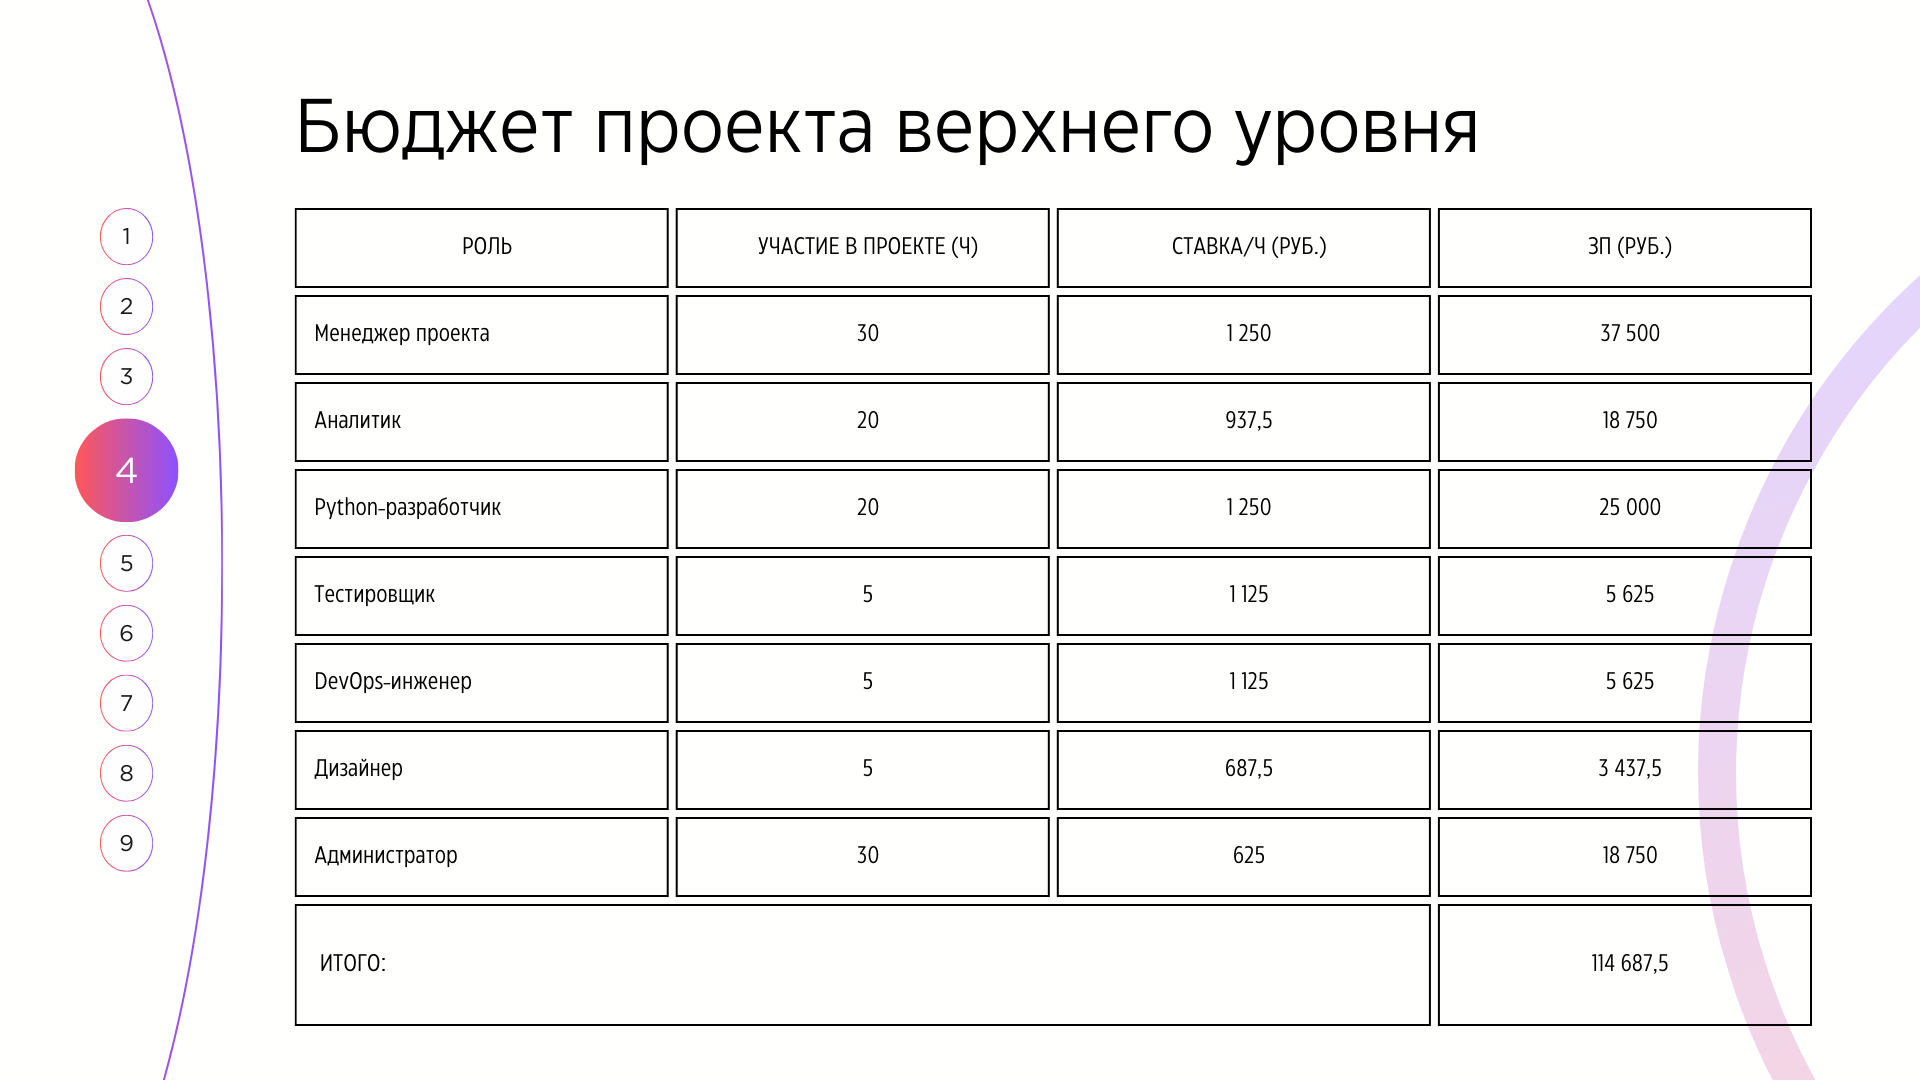 Бюджет проекта верхнего уровня
РОЛЬ УЧАСТИЕ В ПРОЕКТЕ (Ч) СТАВКА/Ч (РУБ.) ЗП (РУБ.)
Менеджер проекта 30 1 250 37 500
Аналитик 20 937,5 18 750
Python-разработчик 20 1 250 25 000
Тестировщик 5 1 125 5 625
DevOps-инженер 5 1 125 5 625
Дизайнер 5 687,5 3 437,5
Администратор 30 625 18 750
ИТОГО: 114 687,5
1
2
3
4
5
6
7
8
9